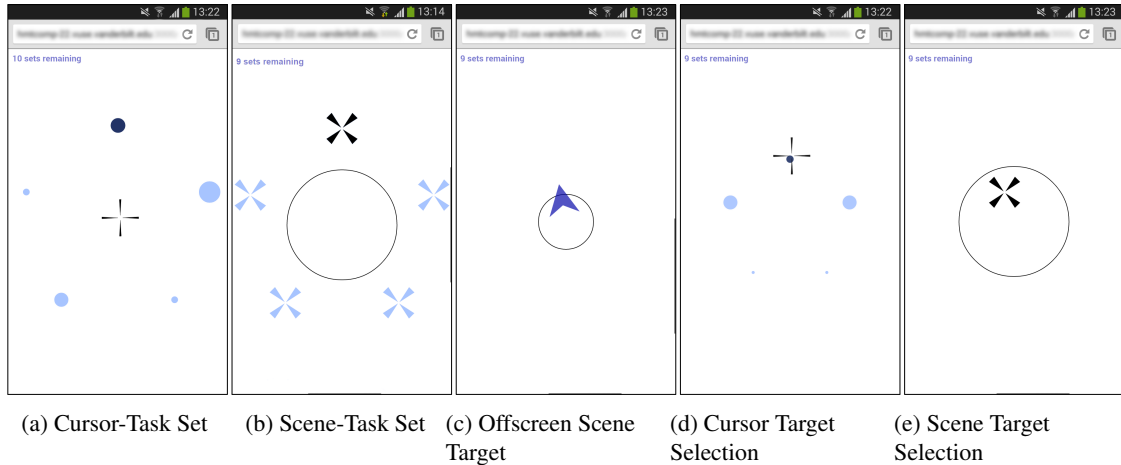 13:22
10 sets remaining
13:14
9 sets remaining
13:23
9 sets remaining
13:22
9 sets remaining
13:23
9 sets remaining
(a) Cursor-Task Set
(b) Scene-Task Set
(c) Offscreen Scene
Target
(d) Cursor Target
Selection
(e) Scene Target
Selection